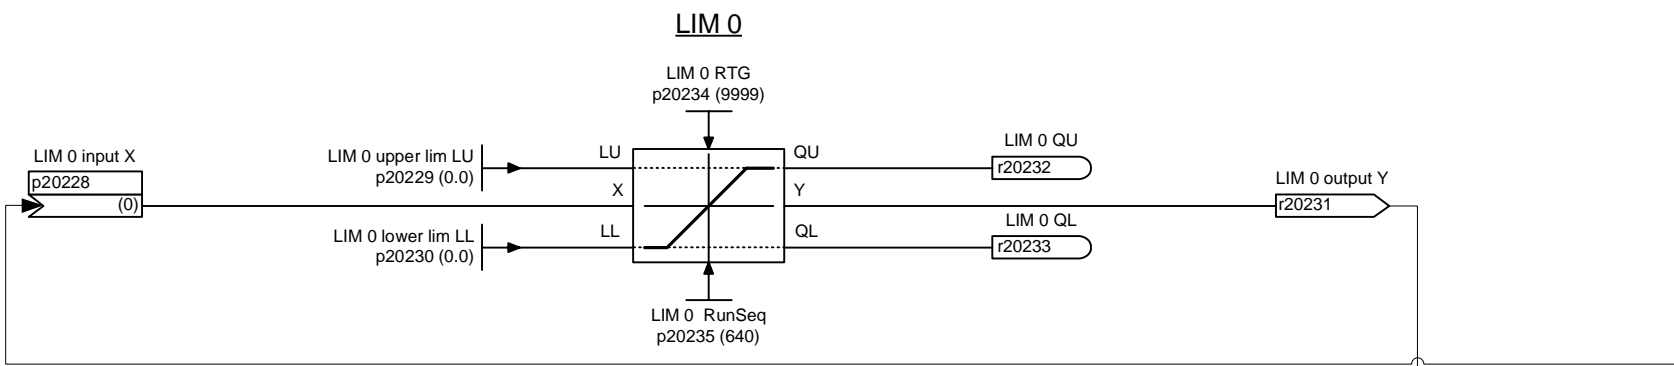 LIM 0
LIM 0 RTG
p20234 (9999)
LIM 0 input X
p20228
(0)
LIM 0 upper lim LU
p20229 (0.0)
LIM 0 lower lim LL
p20230 (0.0)
LU
X
LL
QU
Y
QL
LIM 0 QU
r20232
LIM 0 output Y
r20231
LIM 0 QL
r20233
LIM 0 RunSeq
p20235 (640)